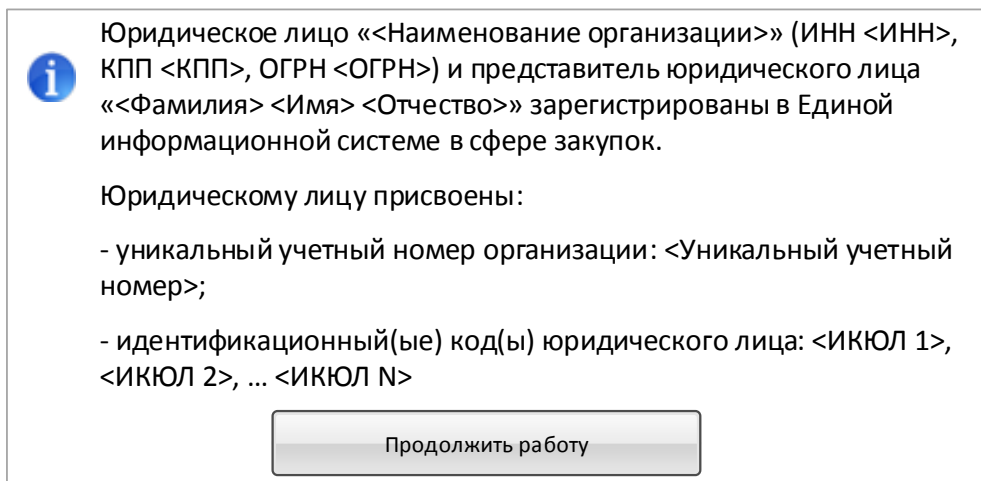 Юридическое лицо «<Наименование организации>» (ИНН <ИНН>,
КПП <КПП>, ОГРН <ОГРН>) и представитель юридического лица
«<Фамилия> <Имя> <Отчество>» зарегистрированы в Единой
информационной системе в сфере закупок.
Юридическому лицу присвоены:
- уникальный учетный номер организации: <Уникальный учетный
номер>;
- идентификационный(ые) код(ы) юридического лица: <ИКЮЛ 1>,
<ИКЮЛ 2>, … <ИКЮЛ N>
Продолжить работу